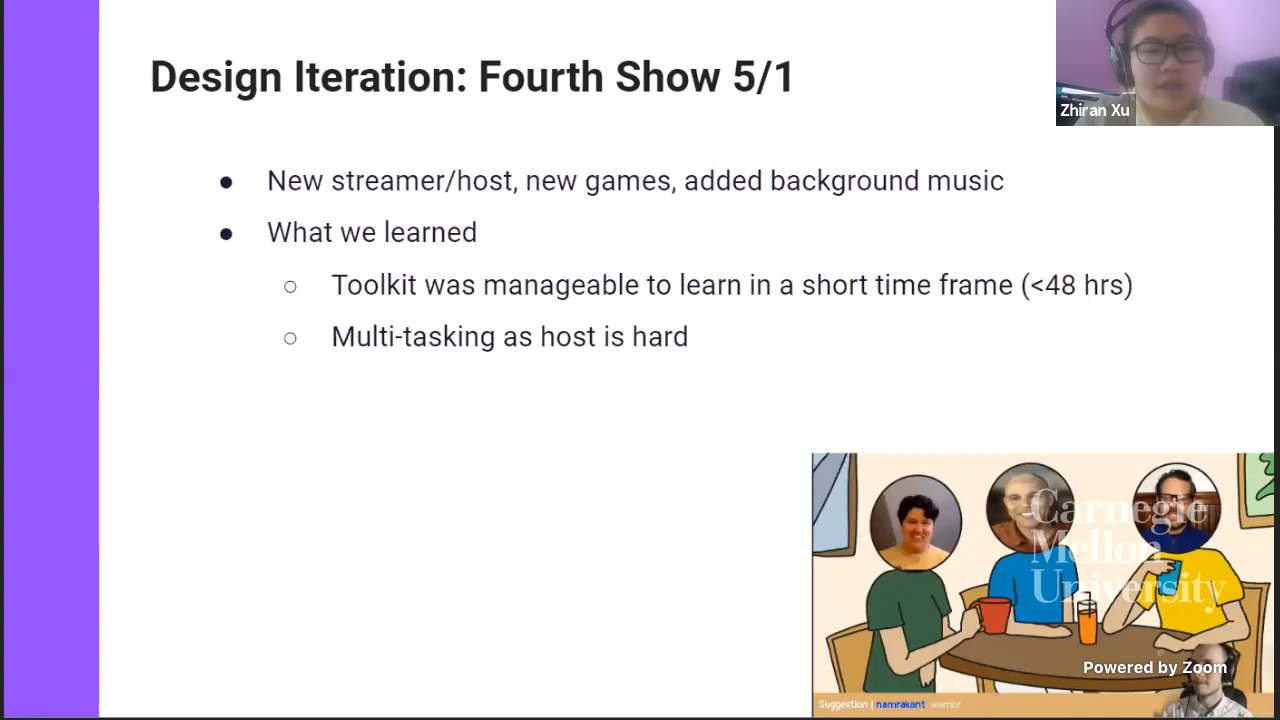 Design Iteration: Fourth Show 5/1
Zhiran Xu
● New streamer/host, new games, added background music
● What we learned
○ Toolkit was manageable to learn in a short time frame (<48 hrs)
○ Multi-tasking as host is hard
Carnegie
Mellon
University
Powered by Zoom
Suggestion | namrakant